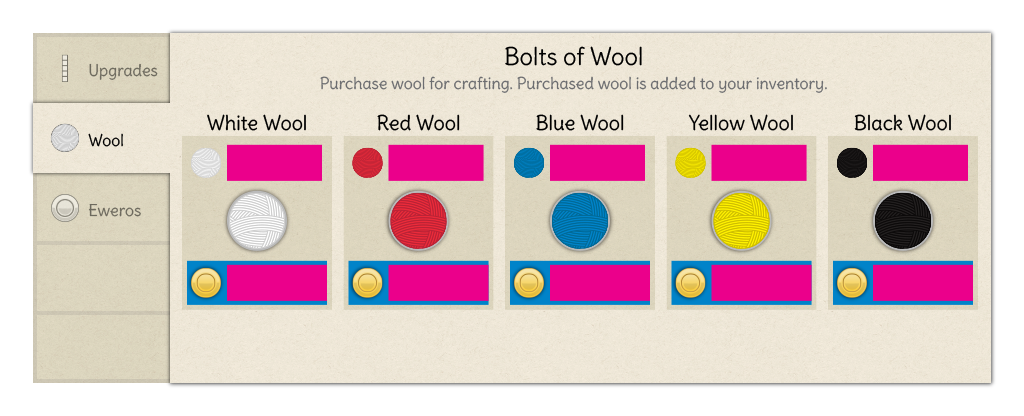 Upgrades
Wool
Eweros
Bolts of Wool
Purchase wool for crafting. Purchased wool is added to your inventory.
White Wool
Red Wool
Blue Wool
Yellow Wool
Black Wool